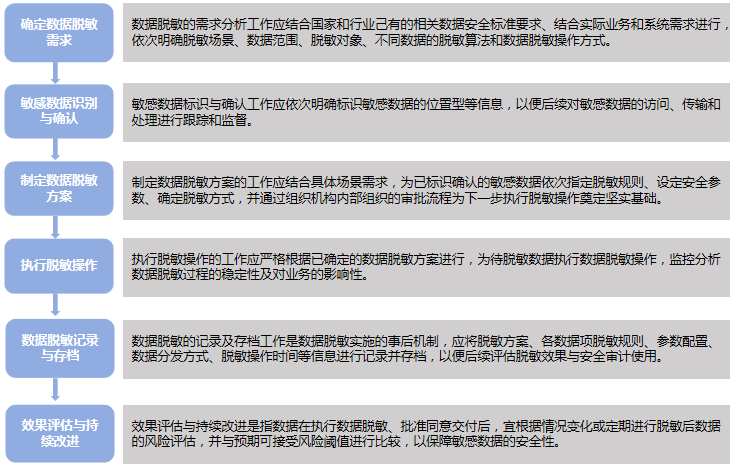 确定数据脱敏
需求
数据脱敏的需求分析工作应结合国家和行业己有的相关数据安全标准要求、结合实际业务和系统需求进行，
依次明确脱敏场景、数据范围、脱敏对象、不同数据的脱敏算法和数据脱敏操作方式。
敏感数据识别
与确认
敏感数据标识与确认工作应依次明确标识敏感数据的位置型等信息，以便后续对敏感数据的访问、传输和
处理进行跟踪和监督。
制定数据脱敏
方案
制定数据脱敏方案的工作应结合具体场景需求，为已标识确认的敏感数据依次指定脱敏规则、设定安全参
数、确定脱敏方式，并通过组织机构内部组织的审批流程为下一步执行脱敏操作奠定坚实基础。
执行脱敏操作
执行脱敏操作的工作应严格根据已确定的数据脱敏方案进行，为待脱敏数据执行数据脱敏操作，监控分析
数据脱敏过程的稳定性及对业务的影响性。
数据脱敏记录
与存档
数据脱敏的记录及存档工作是数据脱敏实施的事后机制，应将脱敏方案、各数据项脱敏规则、参数配置、
数据分发方式、脱敏操作时间等信息进行记录并存档，以便后续评估脱敏效果与安全审计使用。
效果评估与持
续改进
效果评估与持续改进是指数据在执行数据脱敏、批准同意交付后，宜根据情况变化或定期进行脱敏后数据
的风险评估，并与预期可接受风险阈值进行比较，以保障敏感数据的安全性。